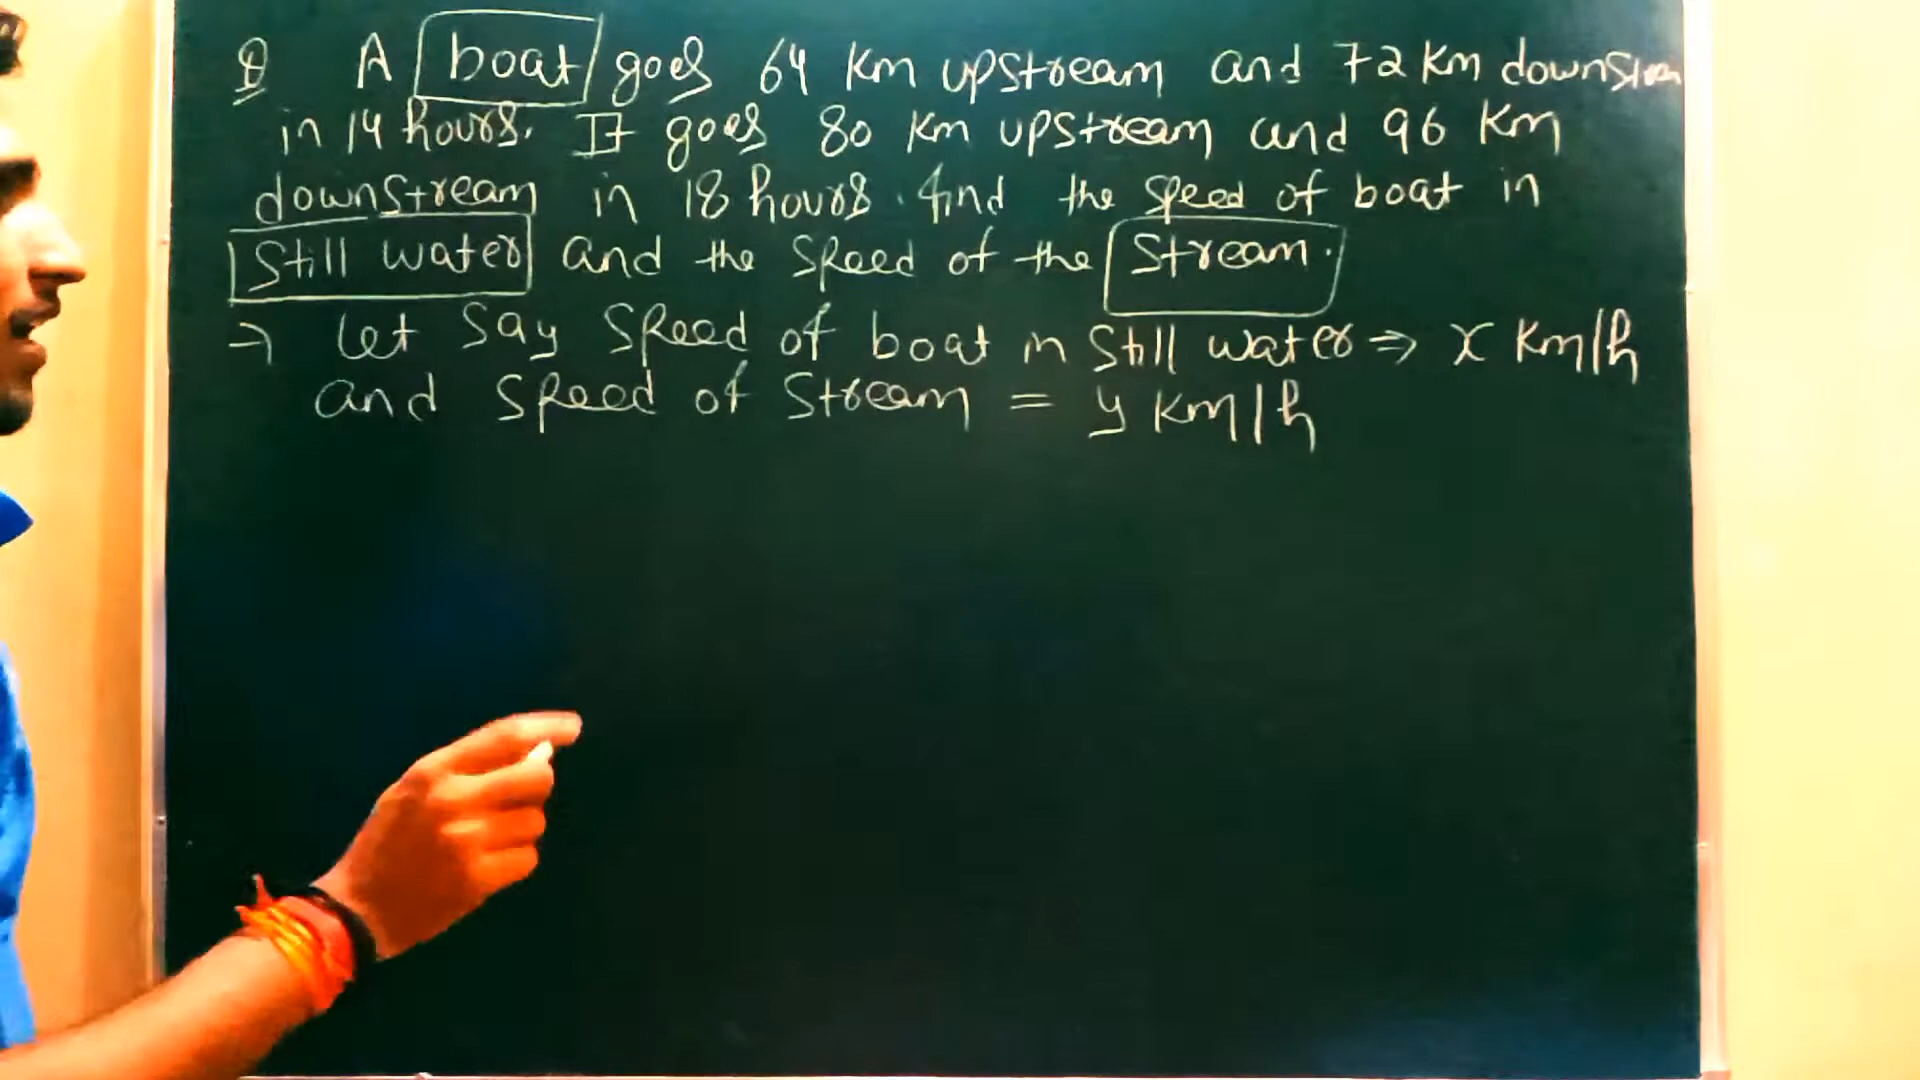 Q A boat goes 64 Km upstream and 72 Km downstream
in 14 hours. It goes 80 Km upstream and 96 Km
downstream in 18 hours. find the speed of boat in
Still water and the speed of the Stream.
→ let say speed of boat in Still water ⇒ x Km/h
and speed of stream = y Km/h